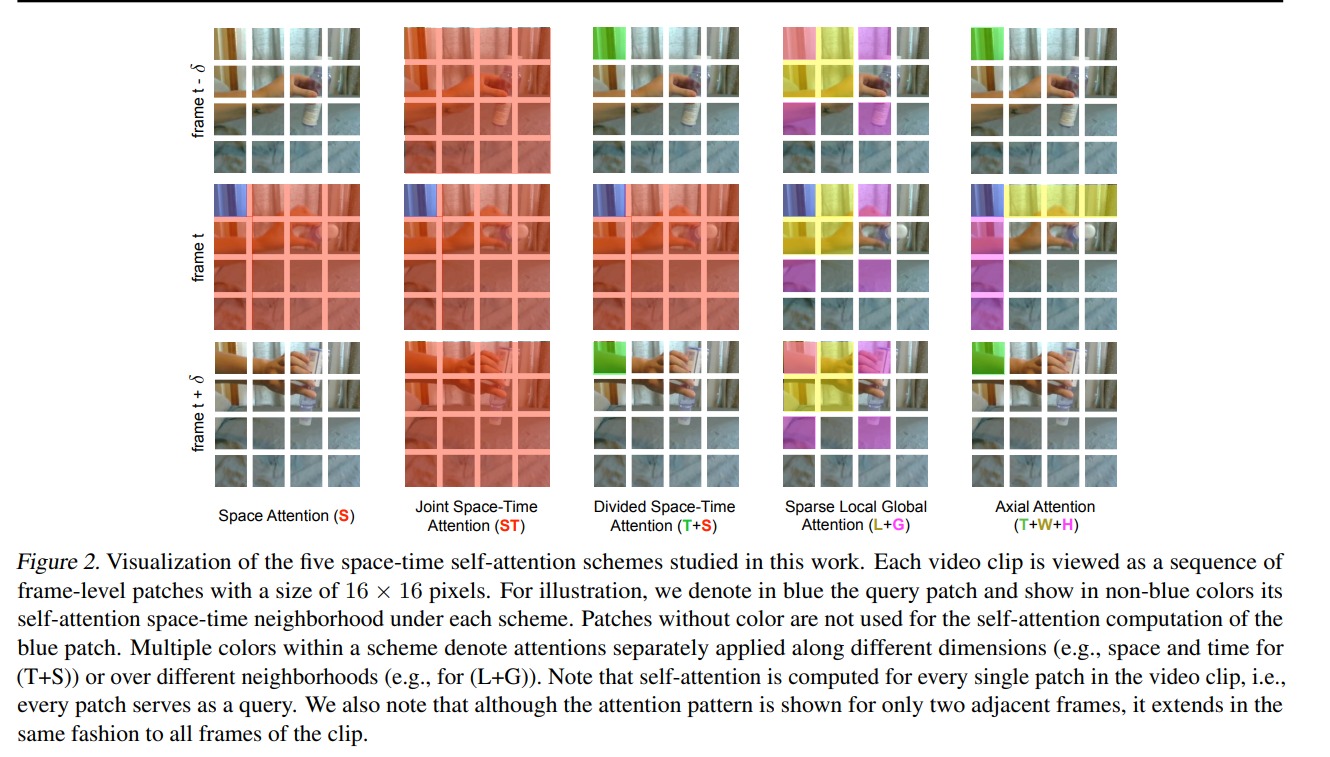 frame t - δ
frame t
frame t + δ
Space Attention (S)
Joint Space-Time
Attention (ST)
Divided Space-Time
Attention (T+S)
Sparse Local Global
Attention (L+G)
Axial Attention
(T+W+H)
Figure 2. Visualization of the five space-time self-attention schemes studied in this work. Each video clip is viewed as a sequence of
frame-level patches with a size of 16 × 16 pixels. For illustration, we denote in blue the query patch and show in non-blue colors its
self-attention space-time neighborhood under each scheme. Patches without color are not used for the self-attention computation of the
blue patch. Multiple colors within a scheme denote attentions separately applied along different dimensions (e.g., space and time for
(T+S)) or over different neighborhoods (e.g., for (L+G)). Note that self-attention is computed for every single patch in the video clip, i.e.,
every patch serves as a query. We also note that although the attention pattern is shown for only two adjacent frames, it extends in the
same fashion to all frames of the clip.